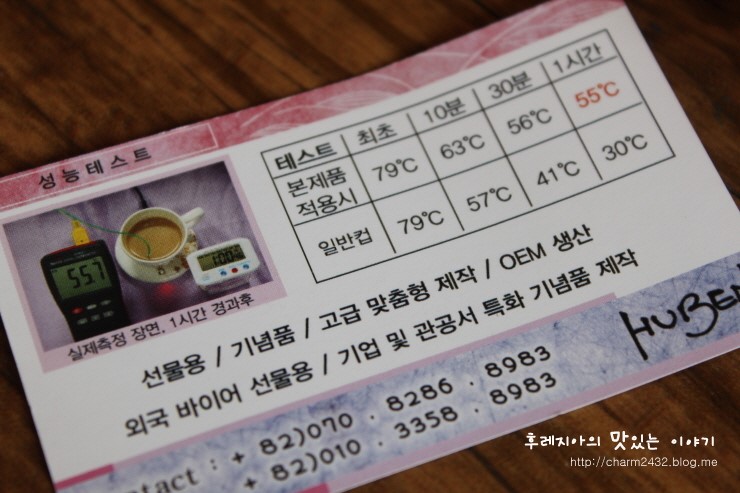 성능테스트
테스트 최초 10분 30분 1시간
본제품 적용시 79℃ 63℃ 56℃ 55℃
일반컵 79℃ 57℃ 41℃ 30℃
55.7
1:00
실제측정 장면, 1시간 경과후
선물용 / 기념품 / 고급 맞춤형 제작 / OEM 생산
외국 바이어 선물용 / 기업 및 관공서 특화 기념품 제작
HUBEN
: + 82)070 · 8286 · 8983
+ 82)010 · 3358 · 8983
후레지아의 맛있는 이야기
http://charm2432.blog.me